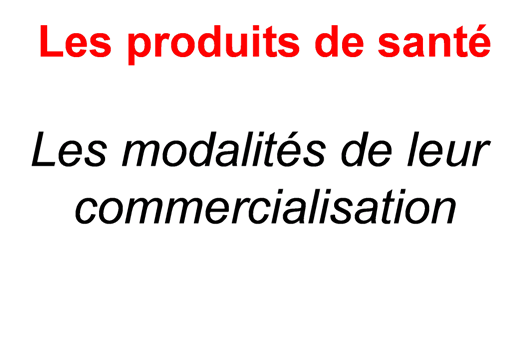 Les produits de santé
Les modalités de leur
commercialisation